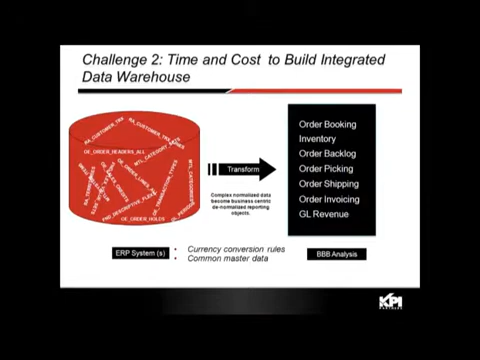 Challenge 2: Time and Cost to Build Integrated
Data Warehouse
RA_CUSTOMER_TRX
OE_ORDER_HEADERS_ALL
OE_ORDER_HOLDS
Transform
Complex normalized data
become business centric
de-normalized reporting
objects.
Order Booking
Inventory
Order Backlog
Order Picking
Order Shipping
Order Invoicing
GL Revenue
ERP System (s)
• Currency conversion rules
• Common master data
BBB Analysis
KPI
PARTNERS